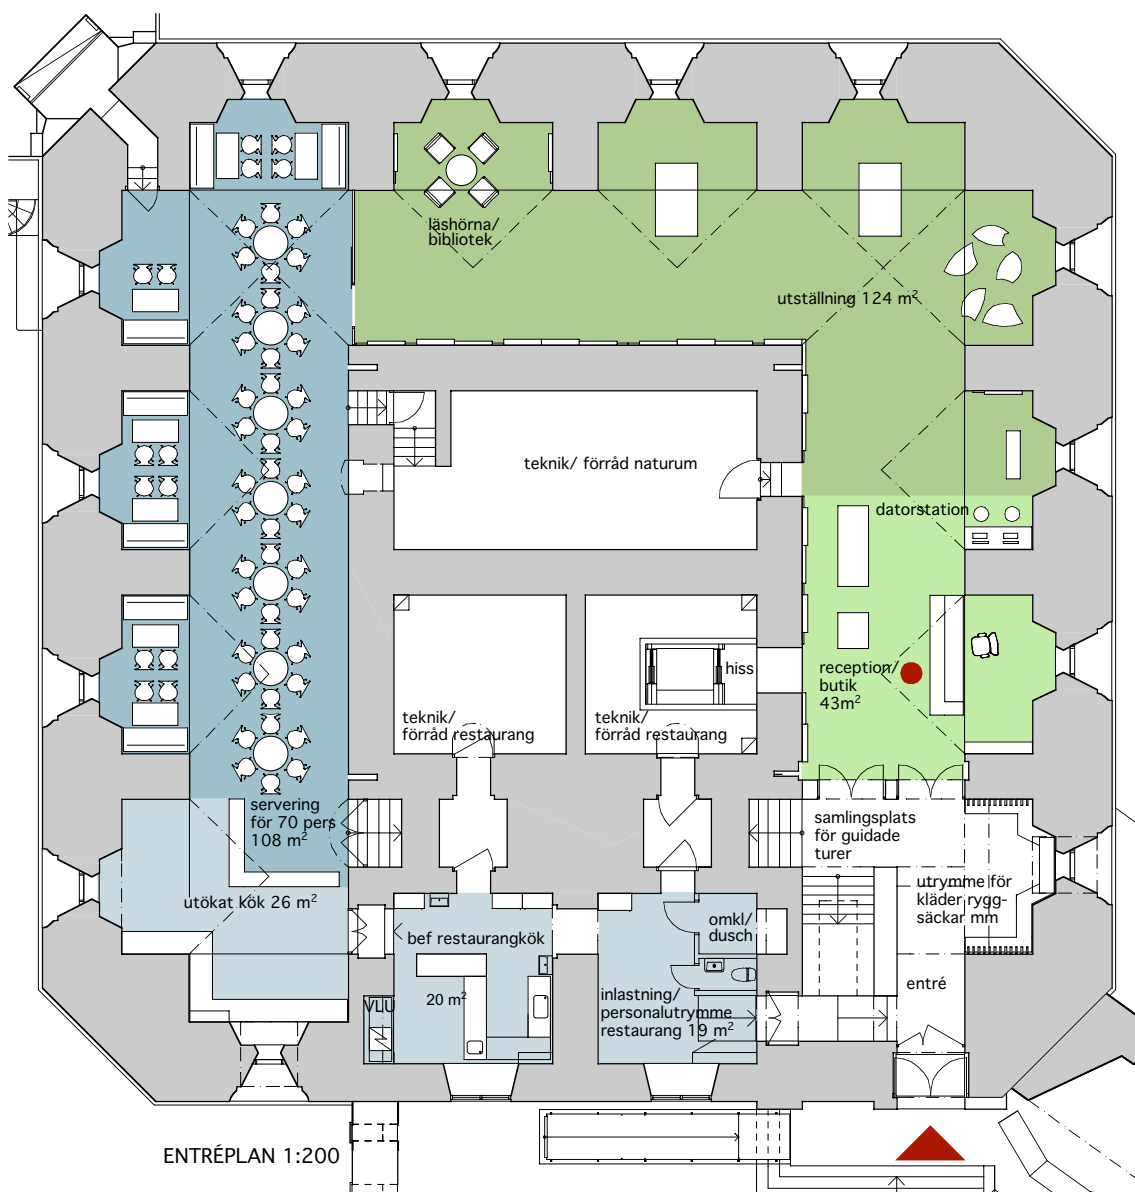 läshörna/
bibliotek
utställning 124 m²
teknik/ förråd naturum
datorstation
hiss
reception/
butik
43m²
teknik/
förråd restaurang
teknik/
förråd restaurang
servering
för 70 pers
108 m²
samlingsplats
för guidade
turer
utökat kök 26 m²
utrymme för
kläder rygg-
säckar mm
bef restaurangkök
omkl/
dusch
entré
20 m²
VLU
inlastning/
personalutrymme
restaurang 19 m²
ENTRÉPLAN 1:200